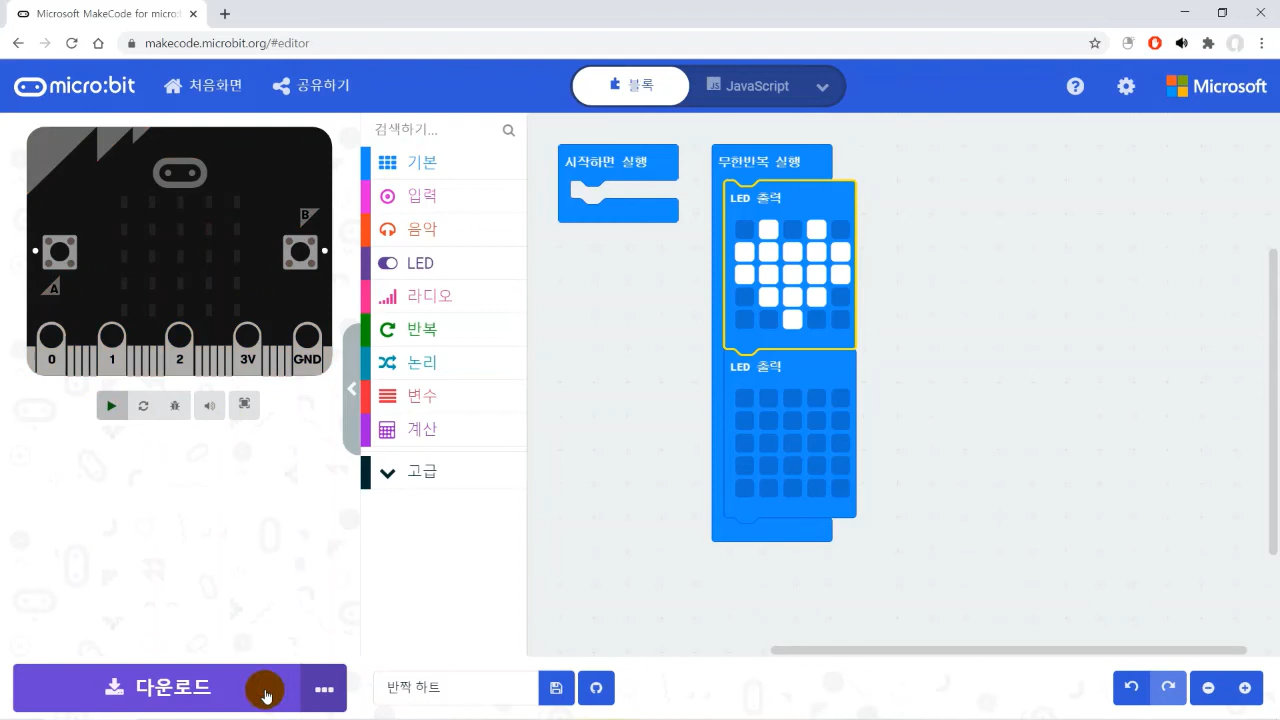 Microsoft MakeCode for micro:
makecode.microbit.org/#editor
micro:bit
처음화면
공유하기
블록
JavaScript
Microsoft
검색하기...
기본
입력
음악
LED
라디오
반복
논리
변수
계산
고급
시작하면 실행
무한반복 실행
LED 출력
LED 출력
B
A
0 1 2 3V GND
다운로드
반짝 하트